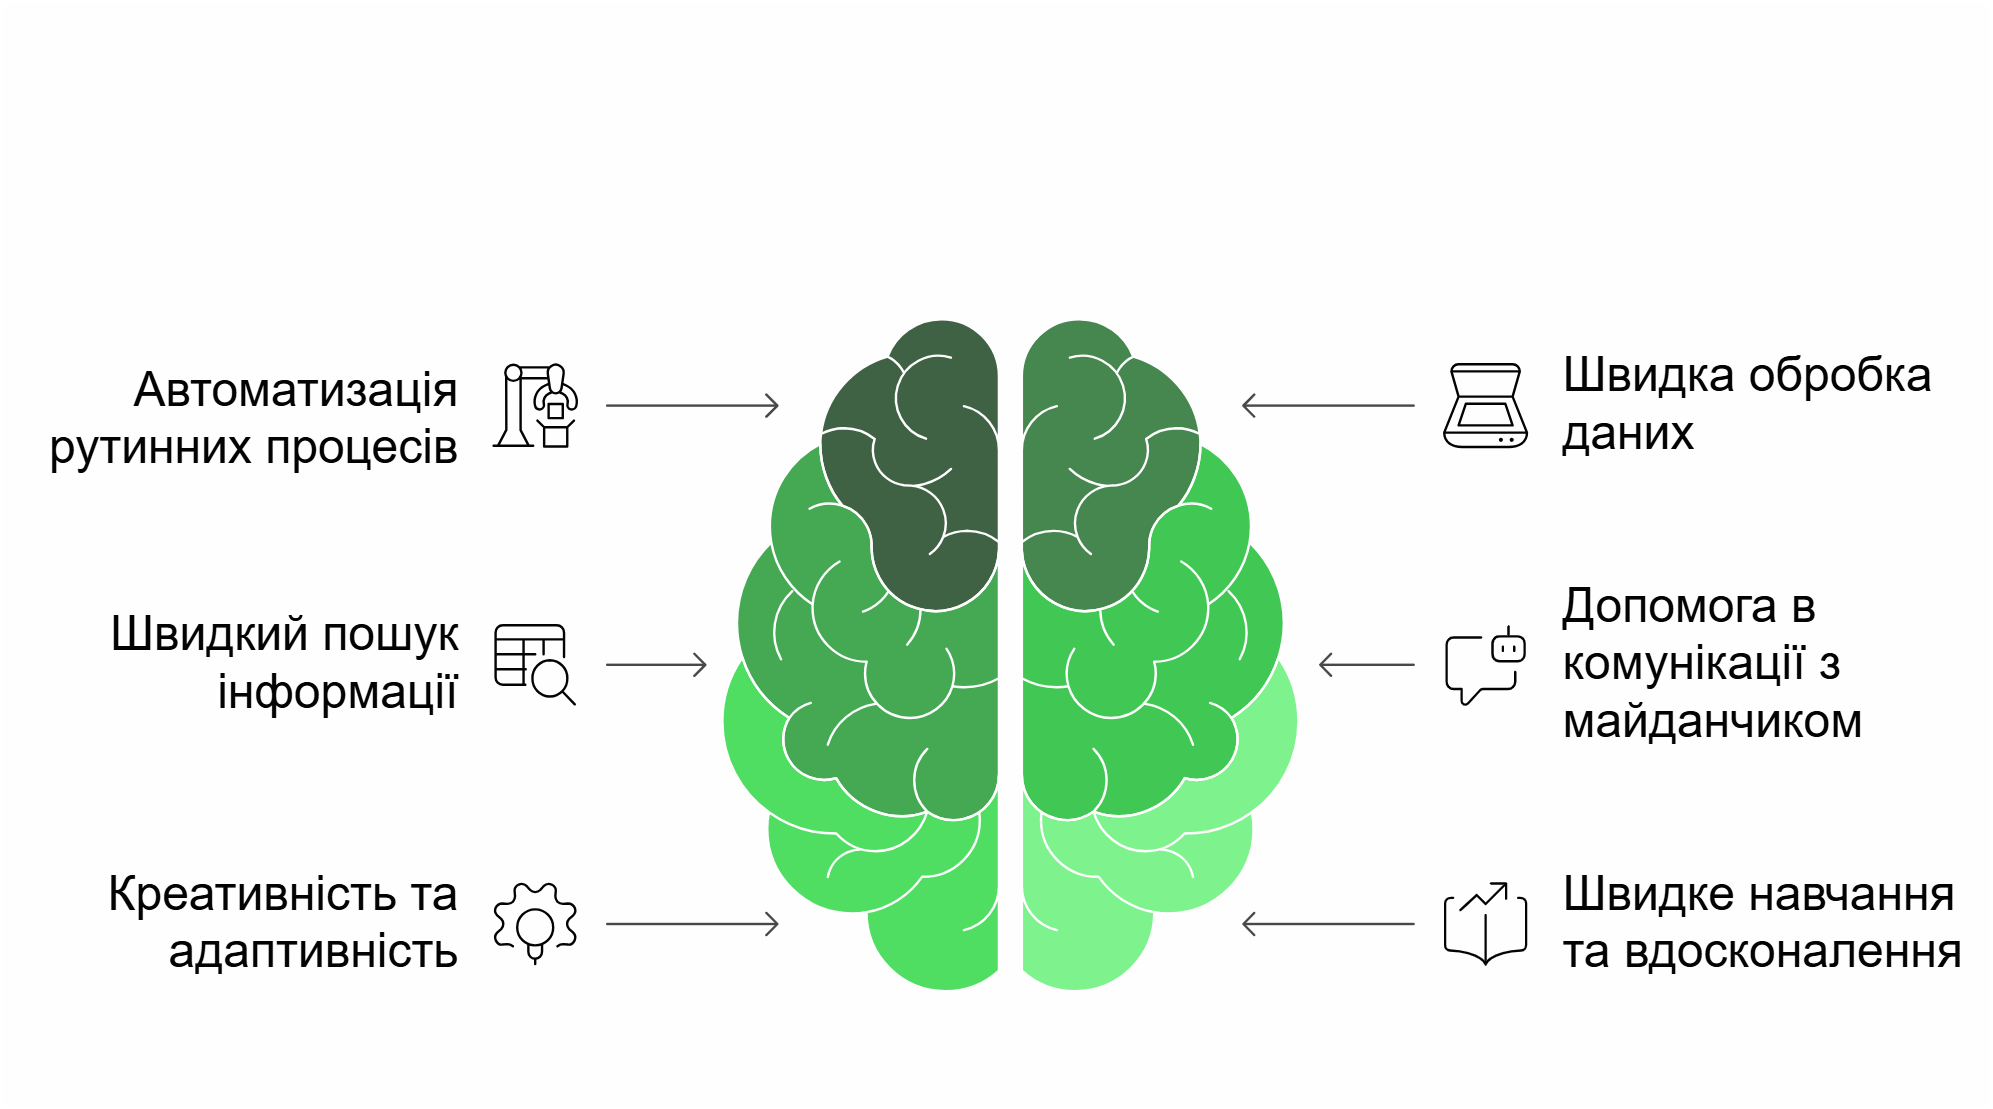 Автоматизація
рутинних процесів
Швидкий пошук
інформації
Креативність та
адаптивність
Швидка обробка
даних
Допомога в
комунікації з
майданчиком
Швидке навчання
та вдосконалення